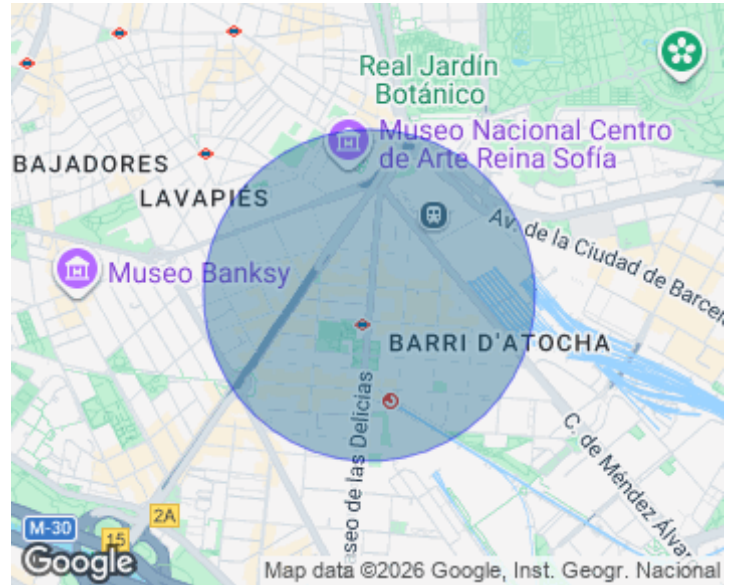 Real Jardín
Botánico
Museo Nacional Centro
de Arte Reina Sofía
BAJADORES
LAVAPIÉS
Av. de la Ciudad de Barcel
Museo Banksy
BARRI D'ATOCHA
seo de las Delicias
C. de Méndez Álvar
M-30
15
2A
Google
Map data ©2026 Google, Inst. Geogr. Nacional